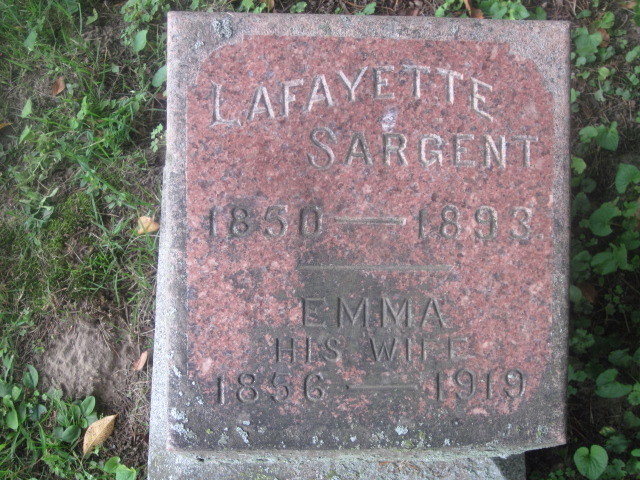 LAFAYETTE
SARGENT
1850 — 1893.
EMMA
HIS WIFE
1856 — 1919